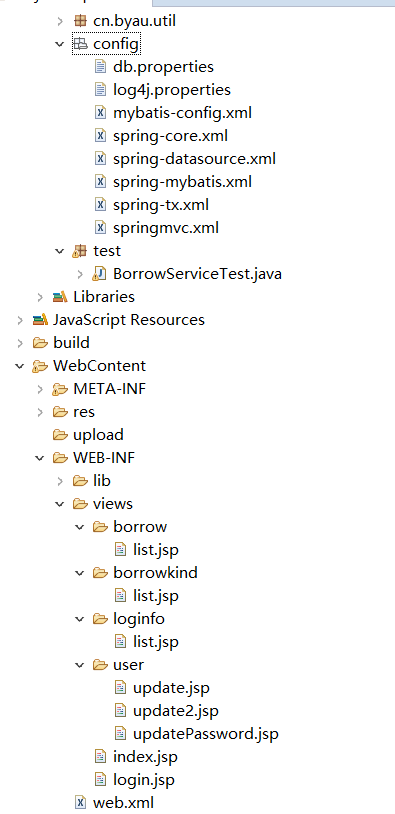 cn.byau.util
config
db.properties
log4j.properties
mybatis-config.xml
spring-core.xml
spring-datasource.xml
spring-mybatis.xml
spring-tx.xml
springmvc.xml
test
BorrowServiceTest.java
Libraries
JavaScript Resources
build
WebContent
META-INF
res
upload
WEB-INF
lib
views
borrow
list.jsp
borrowkind
list.jsp
loginfo
list.jsp
user
update.jsp
update2.jsp
updatePassword.jsp
index.jsp
login.jsp
web.xml